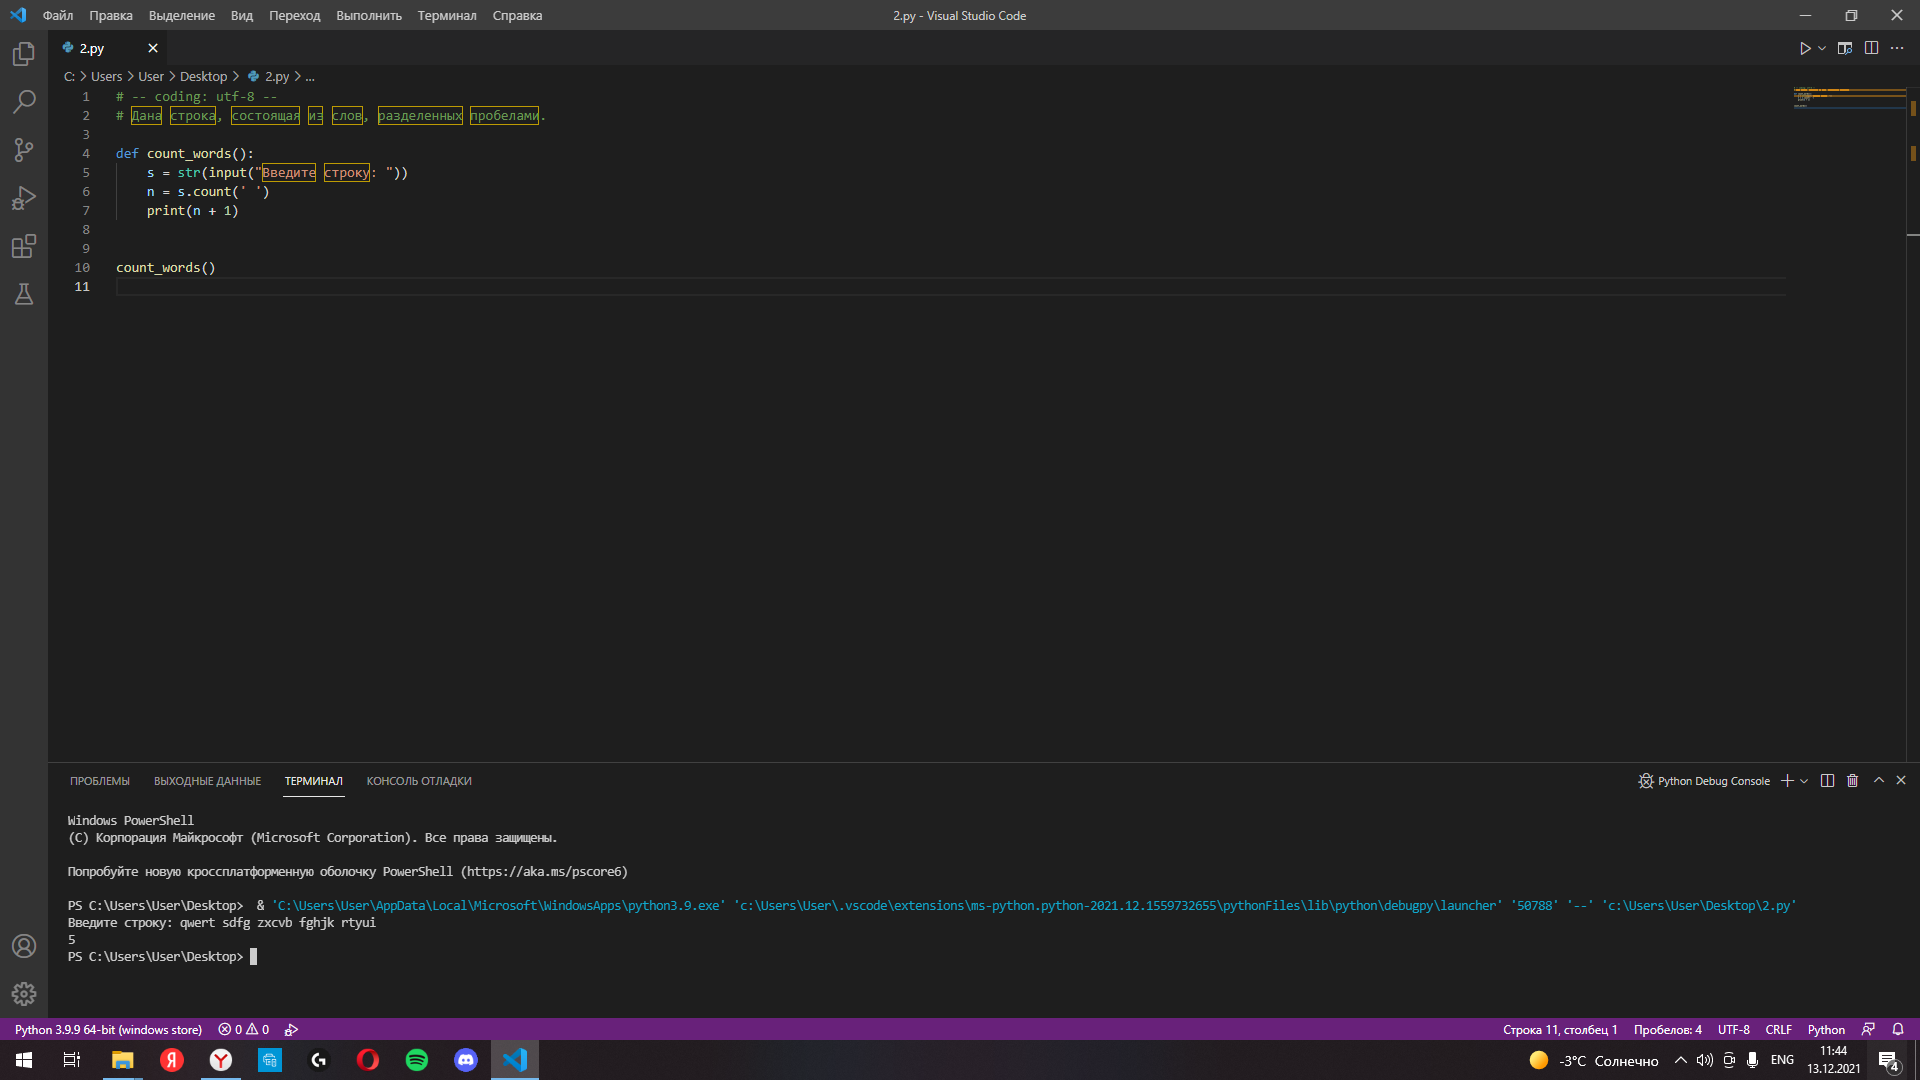 Файл Правка Выделение Вид Переход Выполнить Терминал Справка
2.py - Visual Studio Code
2.py
C: > Users > User > Desktop > 2.py > ...
1 # -- coding: utf-8 --
2 # Дана строка, состоящая из слов, разделенных пробелами.
3
4 def count_words():
5 s = str(input("Введите строку: "))
6 n = s.count(' ')
7 print(n + 1)
8
9
10 count_words()
11
ПРОБЛЕМЫ ВЫХОДНЫЕ ДАННЫЕ ТЕРМИНАЛ КОНСОЛЬ ОТЛАДКИ
Python Debug Console
Windows PowerShell
(C) Корпорация Майкрософт (Microsoft Corporation). Все права защищены.
Попробуйте новую кроссплатформенную оболочку PowerShell (https://aka.ms/pscore6)
PS C:\Users\User\Desktop> & 'C:\Users\User\AppData\Local\Microsoft\WindowsApps\python3.9.exe' 'c:\Users\User\.vscode\extensions\ms-python.python-2021.12.1559732655\pythonFiles\lib\python\debugpy\launcher' '50788' '--' 'c:\Users\User\Desktop\2.py'
Введите строку: qwert sdfg zxcvb fghjk rtyui
5
PS C:\Users\User\Desktop>
Python 3.9.9 64-bit (windows store) 0 0
Строка 11, столбец 1 Пробелов: 4 UTF-8 CRLF Python
-3°C Солнечно ENG
11:44
13.12.2021
4